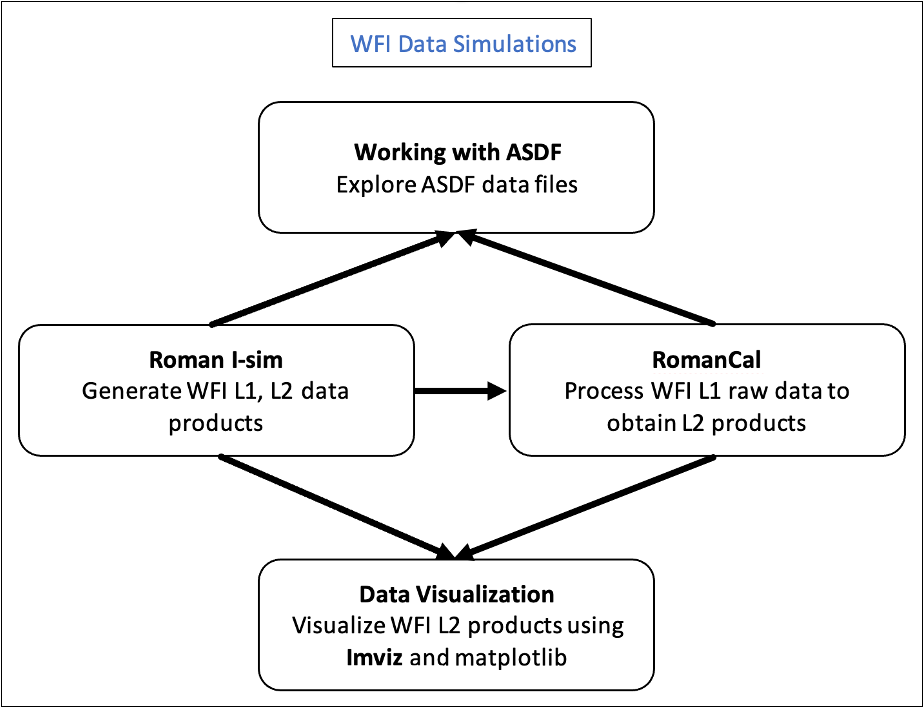 WFI Data Simulations
Working with ASDF
Explore ASDF data files
Roman I-sim
Generate WFI L1, L2 data
products
RomanCal
Process WFI L1 raw data to
obtain L2 products
Data Visualization
Visualize WFI L2 products using
Imviz and matplotlib